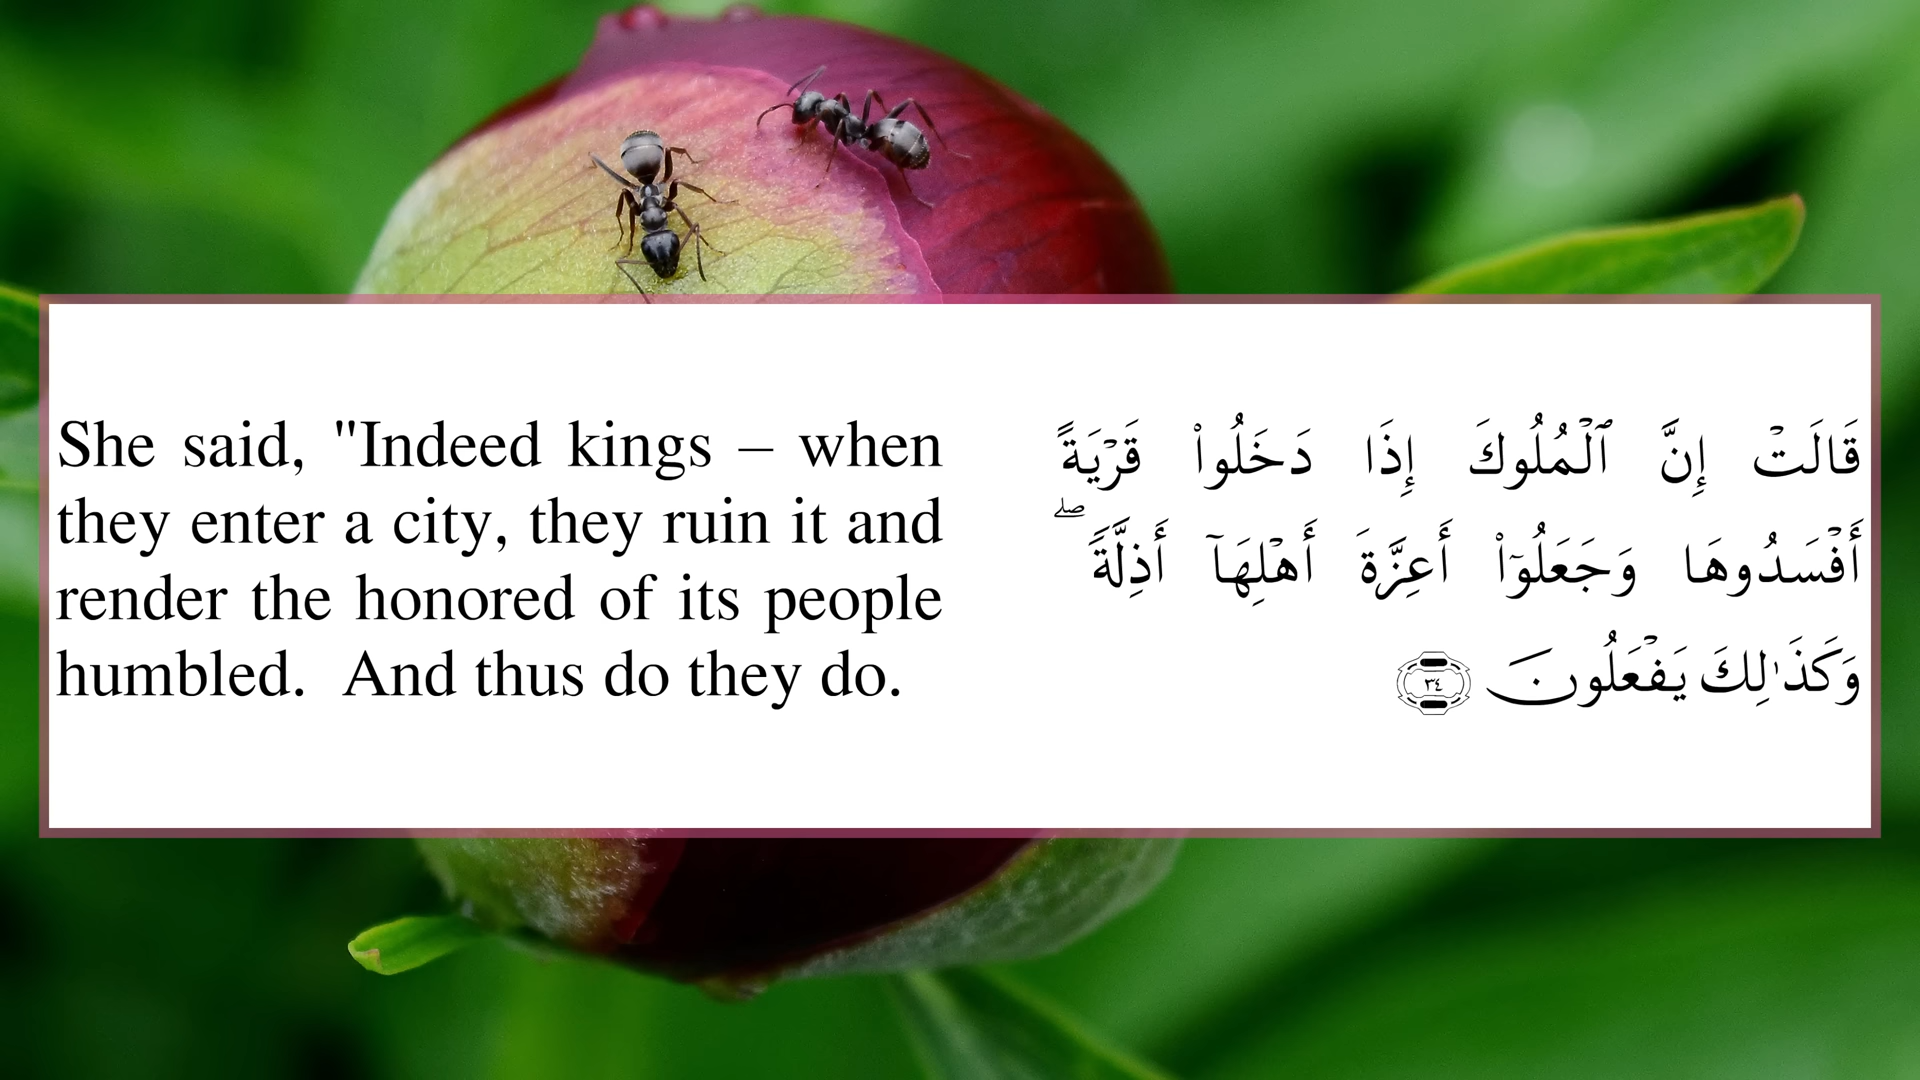 She said, "Indeed kings – when
they enter a city, they ruin it and
render the honored of its people
humbled.  And thus do they do.
قَالَتْ إِنَّ ٱلْمُلُوكَ إِذَا دَخَلُوا۟ قَرْيَةً
أَفْسَدُوهَا وَجَعَلُوٓا۟ أَعِزَّةَ أَهْلِهَآ أَذِلَّةً ۖ
وَكَذَٰلِكَ يَفْعَلُونَ ٣٤